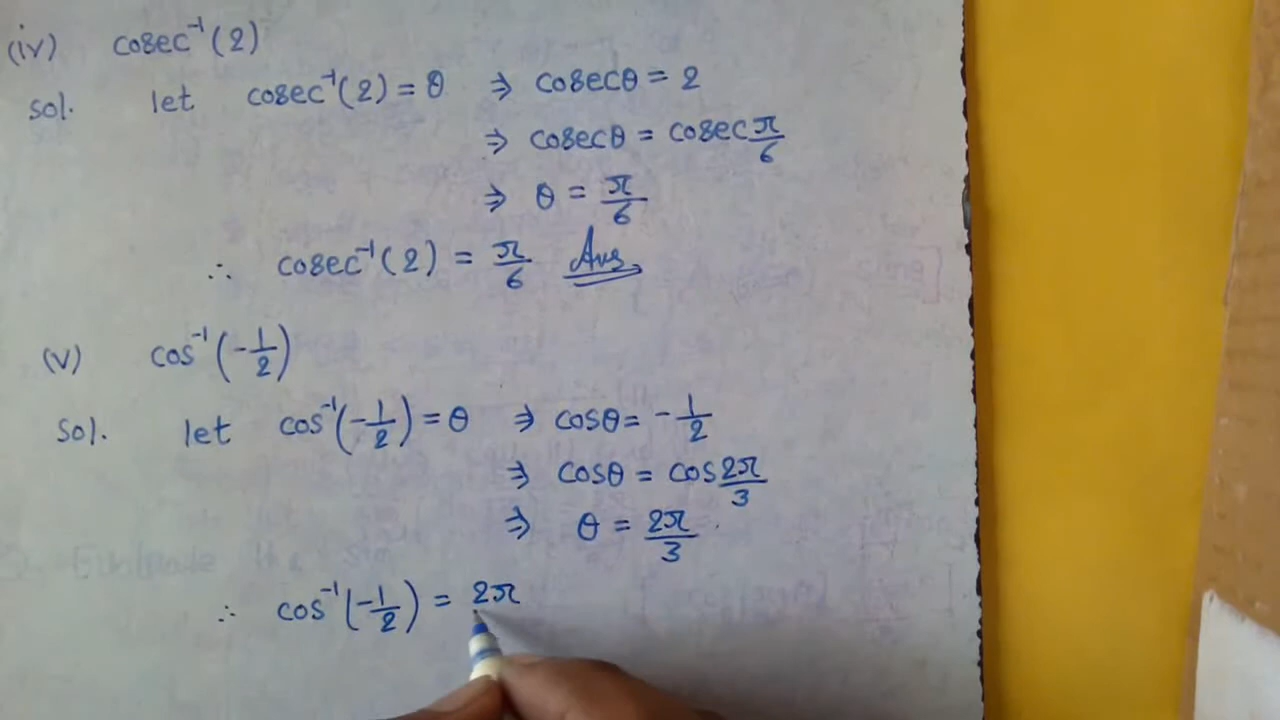 (iv) cosec⁻¹(2)
Sol. let cosec⁻¹(2) = θ ⇒ cosecθ = 2
⇒ cosecθ = cosec π/6
⇒ θ = π/6
∴ cosec⁻¹(2) = π/6 Ans
(v) cos⁻¹(-1/2)
Sol. let cos⁻¹(-1/2) = θ ⇒ cosθ = -1/2
⇒ cosθ = cos 2π/3
⇒ θ = 2π/3
∴ cos⁻¹(-1/2) = 2π